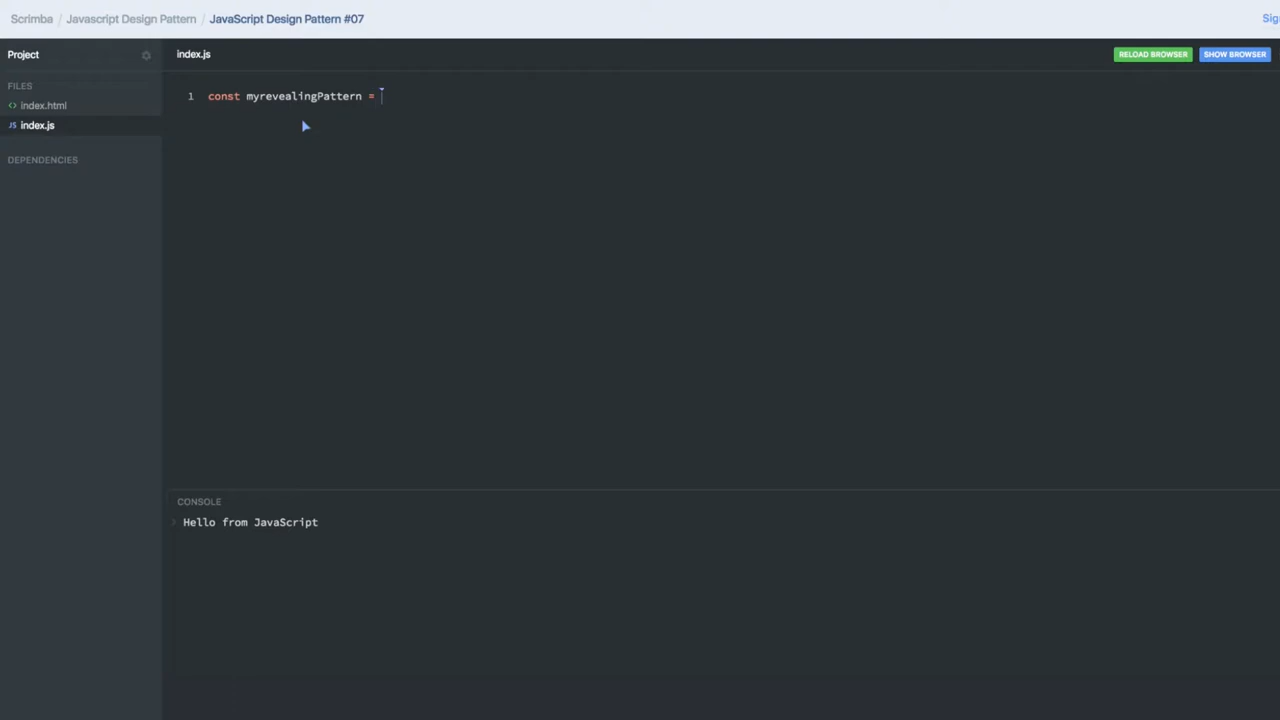 Scrimba / Javascript Design Pattern / JavaScript Design Pattern #07
Project
index.js
RELOAD BROWSER
SHOW BROWSER
FILES
<> index.html
JS index.js
DEPENDENCIES
1 const myrevealingPattern =
CONSOLE
› Hello from JavaScript